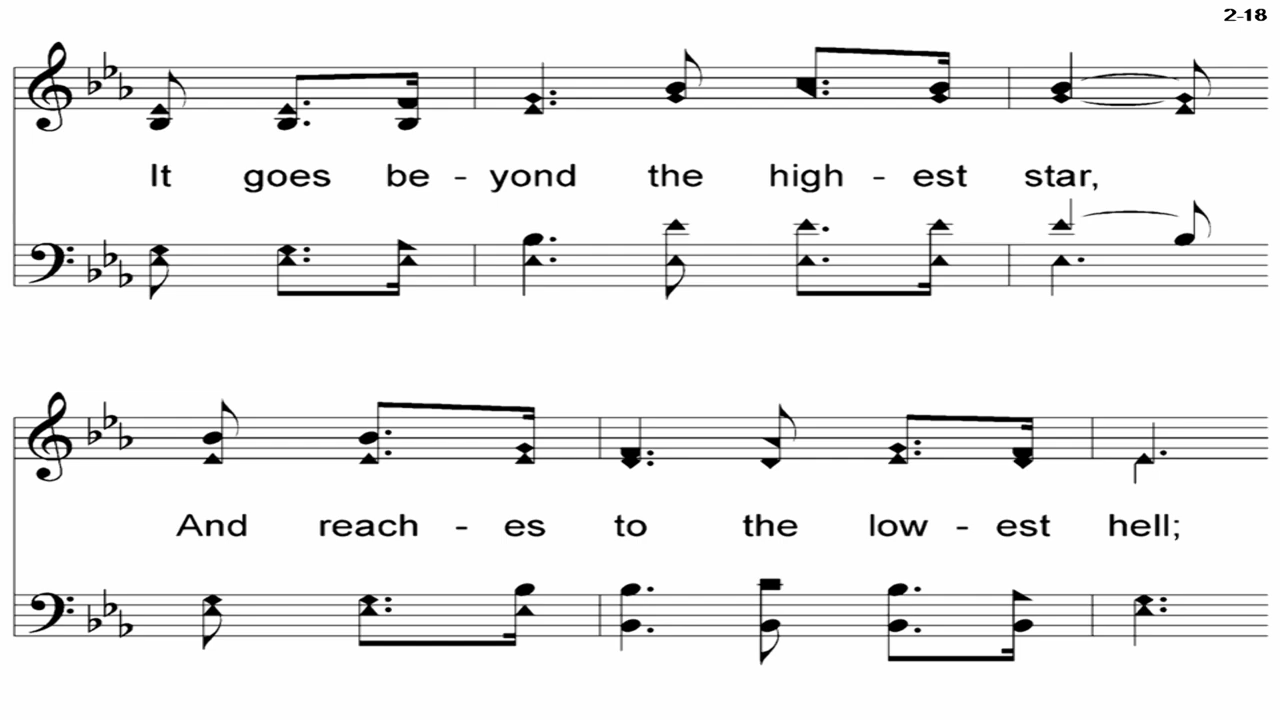 2-18
It goes be - yond the high - est star,
And reach - es to the low - est hell;